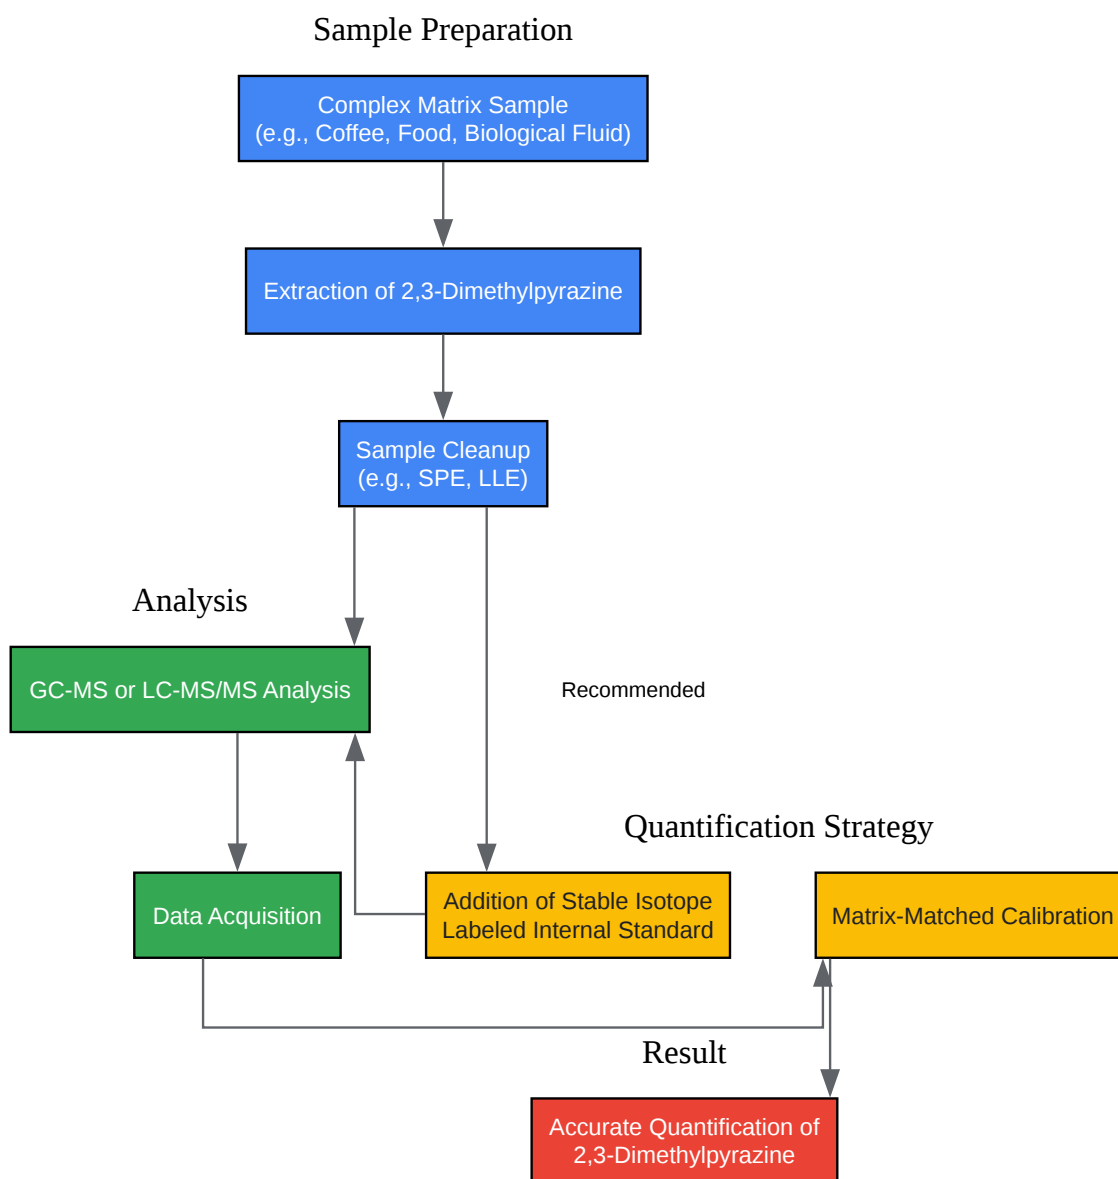 Sample Preparation
Complex Matrix Sample
(e.g., Coffee, Food, Biological Fluid)
Extraction of 2,3-Dimethylpyrazine
Sample Cleanup
(e.g., SPE, LLE)
Analysis
GC-MS or LC-MS/MS Analysis
Recommended
Quantification Strategy
Data Acquisition
Addition of Stable Isotope
Labeled Internal Standard
Matrix-Matched Calibration
Result
Accurate Quantification of
2,3-Dimethylpyrazine